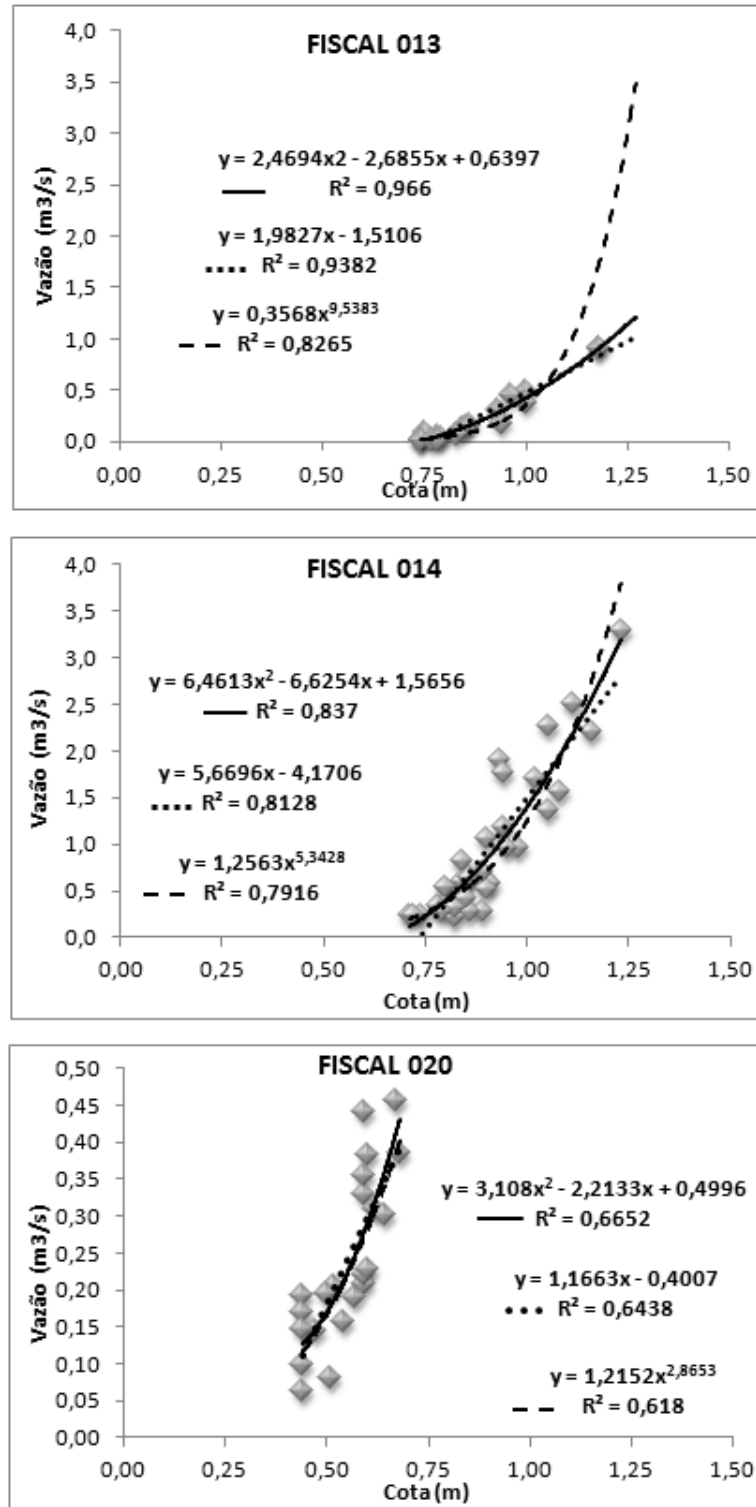 FISCAL 013
Vazão (m3/s)
4,0
3,5
3,0
2,5
2,0
1,5
1,0
0,5
0,0
y = 2,4694x2 - 2,6855x + 0,6397
R² = 0,966
y = 1,9827x - 1,5106
R² = 0,9382
y = 0,3568x^9,5383
R² = 0,8265
0,00 0,25 0,50 0,75 1,00 1,25 1,50
Cota (m)
FISCAL 014
Vazão (m3/s)
4,0
3,5
3,0
2,5
2,0
1,5
1,0
0,5
0,0
y = 6,4613x² - 6,6254x + 1,5656
R² = 0,837
y = 5,6696x - 4,1706
R² = 0,8128
y = 1,2563x^5,3428
R² = 0,7916
0,00 0,25 0,50 0,75 1,00 1,25 1,50
Cota (m)
FISCAL 020
Vazão (m3/s)
0,50
0,45
0,40
0,35
0,30
0,25
0,20
0,15
0,10
0,05
0,00
y = 3,108x² - 2,2133x + 0,4996
R² = 0,6652
y = 1,1663x - 0,4007
R² = 0,6438
y = 1,2152x^2,8653
R² = 0,618
0,00 0,25 0,50 0,75 1,00 1,25 1,50
Cota (m)